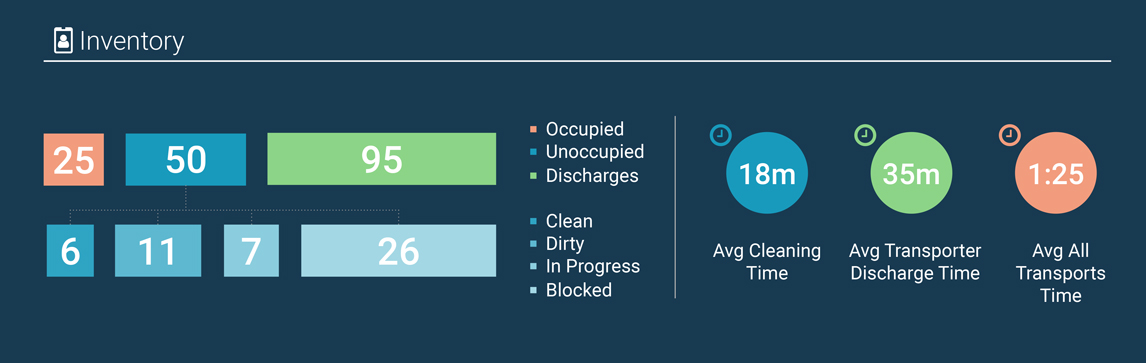 Inventory
25 50 95
Occupied
Unoccupied
Discharges
6 11 7 26
Clean
Dirty
In Progress
Blocked
18m
Avg Cleaning
Time
35m
Avg Transporter
Discharge Time
1:25
Avg All
Transports
Time